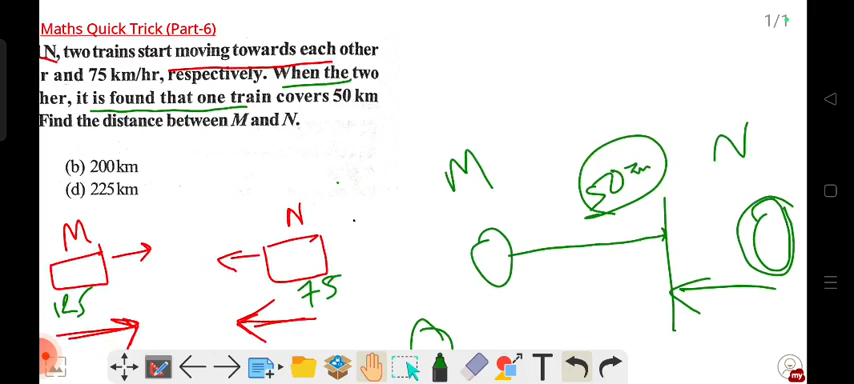 Maths Quick Trick (Part-6)
1/1
N, two trains start moving towards each other
r and 75 km/hr, respectively. When the two
her, it is found that one train covers 50 km
Find the distance between M and N.
(b) 200 km
(d) 225 km
M
N
125
75
M
50 km
N
T
my